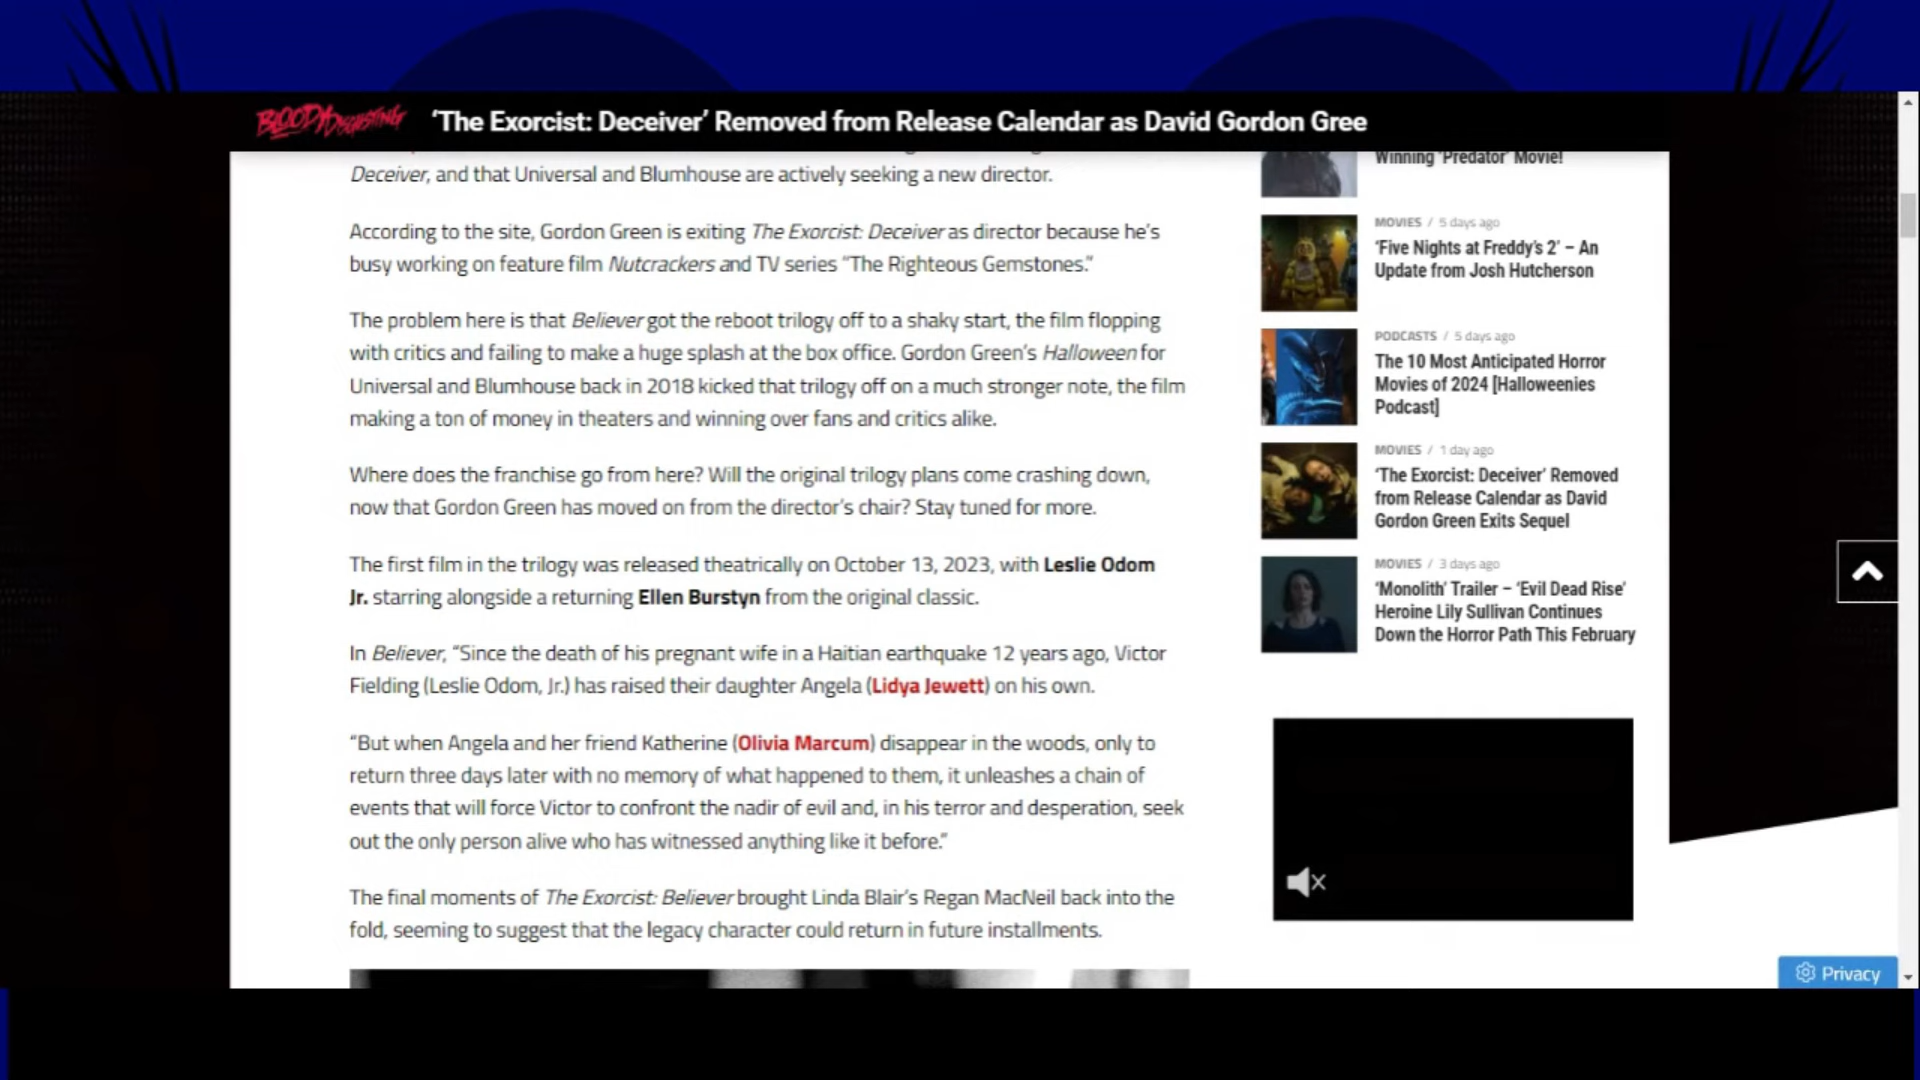 BLOODY DISGUSTING
‘The Exorcist: Deceiver’ Removed from Release Calendar as David Gordon Gree
Deceiver, and that Universal and Blumhouse are actively seeking a new director.
According to the site, Gordon Green is exiting The Exorcist: Deceiver as director because he’s
busy working on feature film Nutcrackers and TV series “The Righteous Gemstones.”
The problem here is that Believer got the reboot trilogy off to a shaky start, the film flopping
with critics and failing to make a huge splash at the box office. Gordon Green’s Halloween for
Universal and Blumhouse back in 2018 kicked that trilogy off on a much stronger note, the film
making a ton of money in theaters and winning over fans and critics alike.
Where does the franchise go from here? Will the original trilogy plans come crashing down,
now that Gordon Green has moved on from the director’s chair? Stay tuned for more.
The first film in the trilogy was released theatrically on October 13, 2023, with Leslie Odom
Jr. starring alongside a returning Ellen Burstyn from the original classic.
In Believer, “Since the death of his pregnant wife in a Haitian earthquake 12 years ago, Victor
Fielding (Leslie Odom, Jr.) has raised their daughter Angela (Lidya Jewett) on his own.
“But when Angela and her friend Katherine (Olivia Marcum) disappear in the woods, only to
return three days later with no memory of what happened to them, it unleashes a chain of
events that will force Victor to confront the nadir of evil and, in his terror and desperation, seek
out the only person alive who has witnessed anything like it before.”
The final moments of The Exorcist: Believer brought Linda Blair’s Regan MacNeil back into the
fold, seeming to suggest that the legacy character could return in future installments.
Winning ‘Predator’ Movie!
MOVIES / 5 days ago
‘Five Nights at Freddy’s 2’ – An
Update from Josh Hutcherson
PODCASTS / 5 days ago
The 10 Most Anticipated Horror
Movies of 2024 [Halloweenies
Podcast]
MOVIES / 1 day ago
‘The Exorcist: Deceiver’ Removed
from Release Calendar as David
Gordon Green Exits Sequel
MOVIES / 3 days ago
‘Monolith’ Trailer – ‘Evil Dead Rise’
Heroine Lily Sullivan Continues
Down the Horror Path This February
Privacy